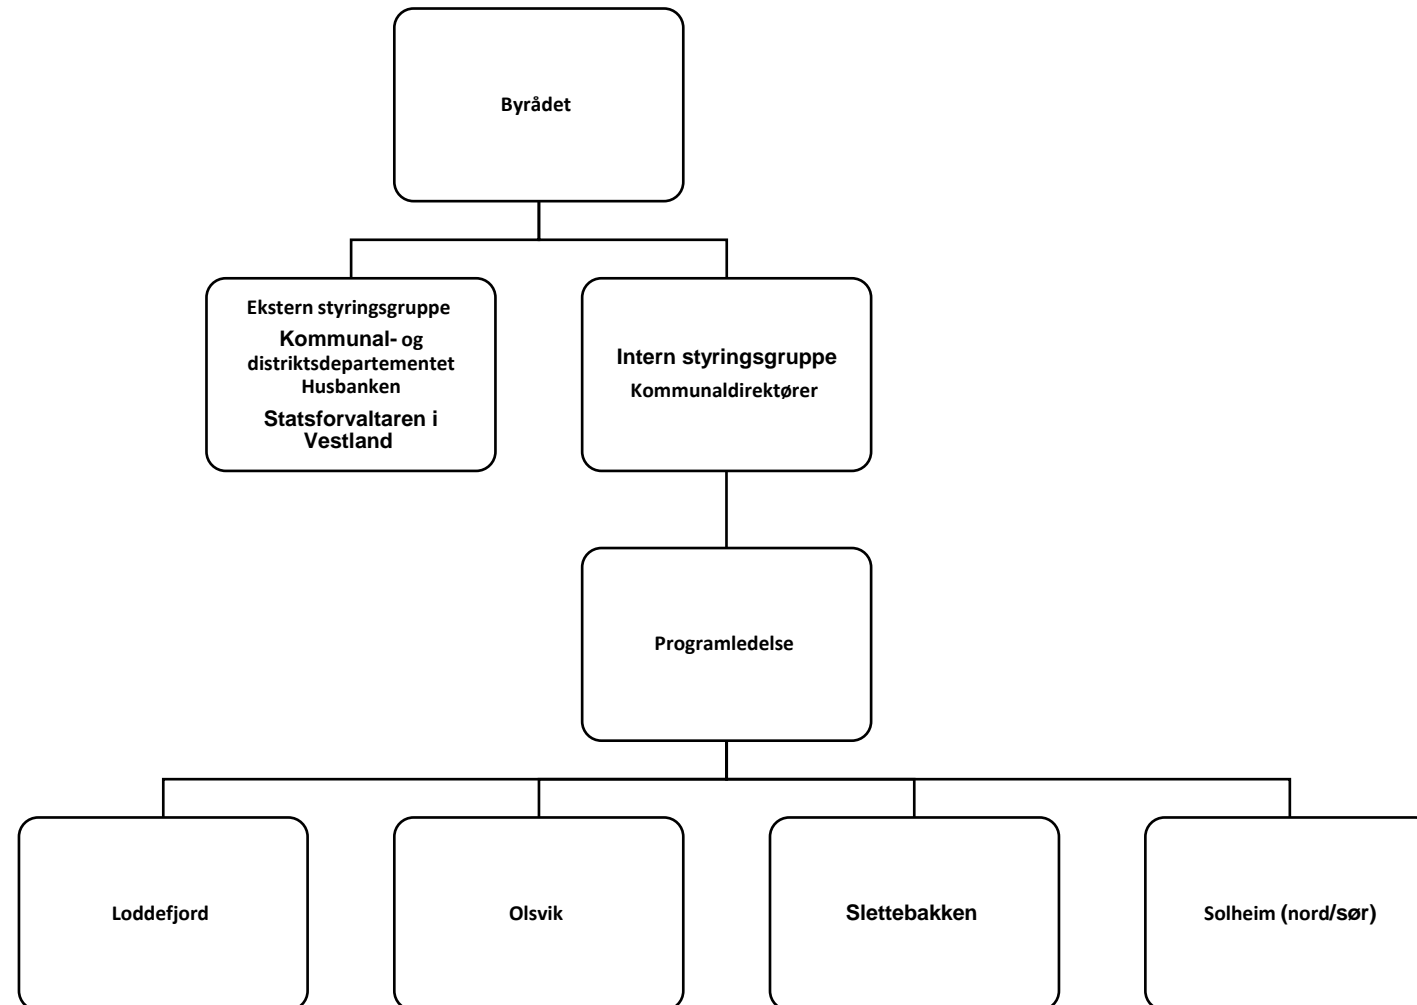 Byrådet
Ekstern styringsgruppe
Kommunal- og
distriktsdepartementet
Husbanken
Statsforvaltaren i
Vestland
Intern styringsgruppe
Kommunaldirektører
Programledelse
Loddefjord
Olsvik
Slettebakken
Solheim (nord/sør)